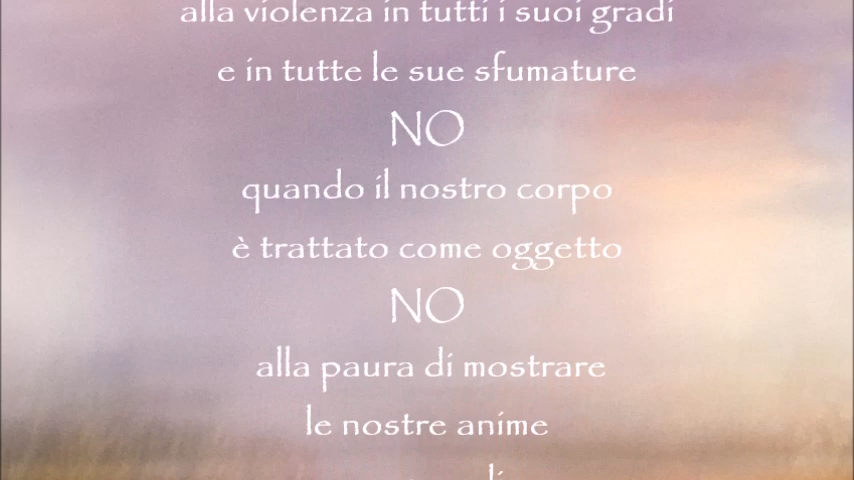 alla violenza in tutti i suoi gradi
e in tutte le sue sfumature
NO
quando il nostro corpo
è trattato come oggetto
NO
alla paura di mostrare
le nostre anime